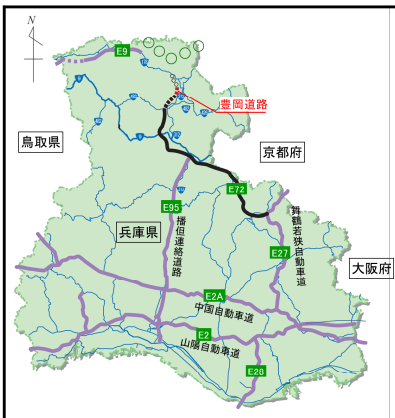 N
E9
豊岡道路
鳥取県
京都府
E72
E95
兵庫県
播但連絡道路
舞鶴若狭自動車道
E27
大阪府
E2A
中国自動車道
E2
山陽自動車道
E28